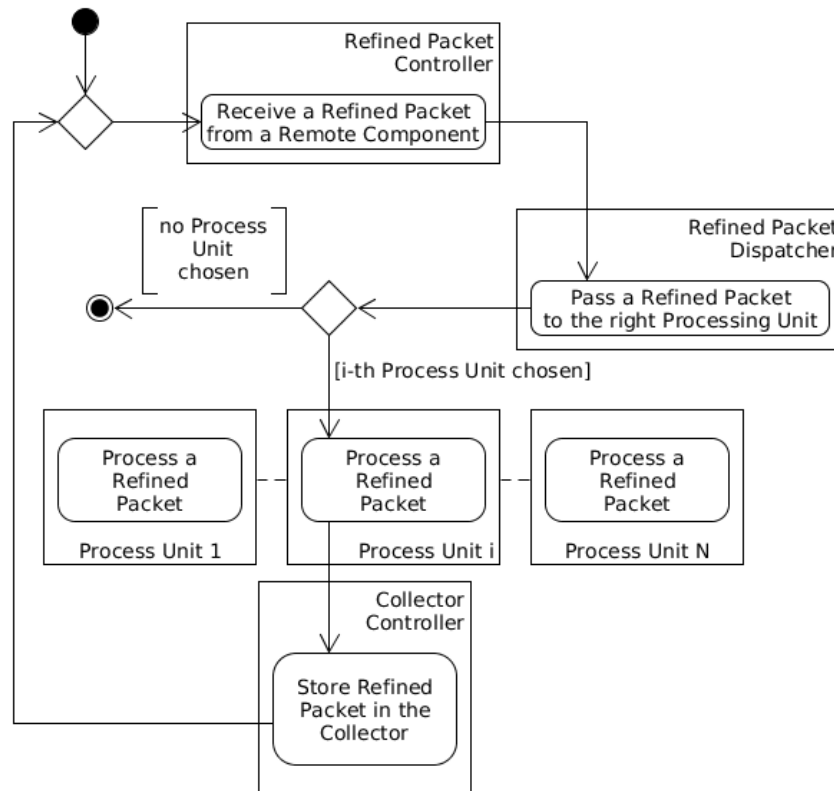 Refined Packet
Controller
Receive a Refined Packet
from a Remote Component
no Process
Unit
chosen
Refined Packet
Dispatcher
Pass a Refined Packet
to the right Processing Unit
[i-th Process Unit chosen]
Process a
Refined
Packet
Process Unit 1
Process a
Refined
Packet
Process Unit i
Process a
Refined
Packet
Process Unit N
Collector
Controller
Store Refined
Packet in the
Collector